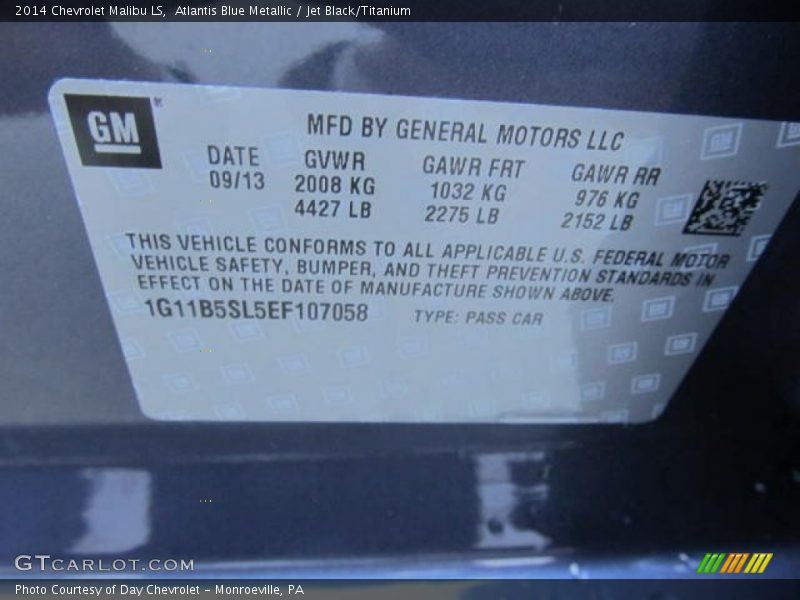 2014 Chevrolet Malibu LS, Atlantis Blue Metallic / Jet Black/Titanium
GM
MFD BY GENERAL MOTORS LLC
DATE GVWR GAWR FRT GAWR RR
09/13 2008 KG 1032 KG 976 KG
4427 LB 2275 LB 2152 LB
THIS VEHICLE CONFORMS TO ALL APPLICABLE U.S. FEDERAL MOTOR
VEHICLE SAFETY, BUMPER, AND THEFT PREVENTION STANDARDS IN
EFFECT ON THE DATE OF MANUFACTURE SHOWN ABOVE.
1G11B5SL5EF107058 TYPE: PASS CAR
GTCARLOT.COM
Photo Courtesy of Day Chevrolet - Monroeville, PA